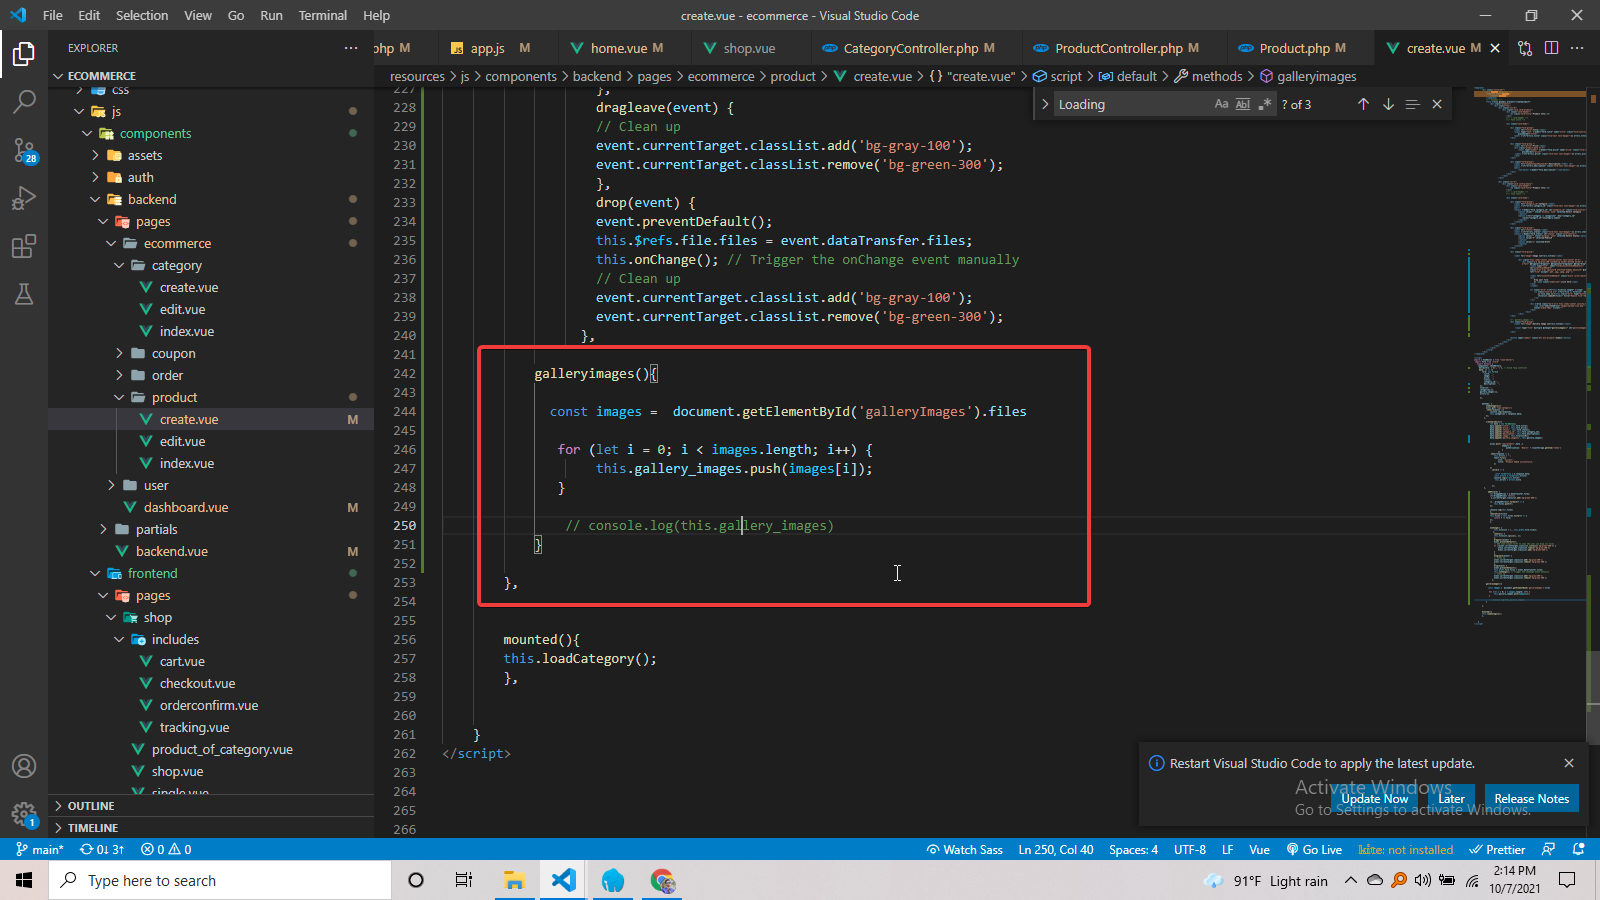 File Edit Selection View Go Run Terminal Help
create.vue - ecommerce - Visual Studio Code
EXPLORER
php M
app.js M
home.vue M
shop.vue
CategoryController.php M
ProductController.php M
Product.php M
create.vue M
ECOMMERCE
resources > js > components > backend > pages > ecommerce > product > create.vue > {} "create.vue" > script > default > methods > galleryimages
Loading
Aa Abl .*
? of 3
css
js
components
assets
auth
backend
pages
ecommerce
category
create.vue
edit.vue
index.vue
coupon
order
product
create.vue M
edit.vue
index.vue
user
dashboard.vue M
partials
backend.vue M
frontend
pages
shop
includes
cart.vue
checkout.vue
orderconfirm.vue
tracking.vue
product_of_category.vue
shop.vue
single.vue
OUTLINE
TIMELINE
28
1
227 },
228 dragleave(event) {
229 // Clean up
230 event.currentTarget.classList.add('bg-gray-100');
231 event.currentTarget.classList.remove('bg-green-300');
232 },
233 drop(event) {
234 event.preventDefault();
235 this.$refs.file.files = event.dataTransfer.files;
236 this.onChange(); // Trigger the onChange event manually
237 // Clean up
238 event.currentTarget.classList.add('bg-gray-100');
239 event.currentTarget.classList.remove('bg-green-300');
240 },
241
242 galleryimages(){
243
244 const images = document.getElementById('galleryImages').files
245
246 for (let i = 0; i < images.length; i++) {
247 this.gallery_images.push(images[i]);
248 }
249
250 // console.log(this.gallery_images)
251 }
252
253 },
254
255
256 mounted(){
257 this.loadCategory();
258 },
259
260
261 }
262 </script>
263
264
265
266
Restart Visual Studio Code to apply the latest update.
Update Now Later Release Notes
Activate Windows
Go to Settings to activate Windows.
main* 0↓ 3↑ 0 0
Watch Sass Ln 250, Col 40 Spaces: 4 UTF-8 LF Vue Go Live kite: not installed Prettier
Type here to search
91°F Light rain
2:14 PM
10/7/2021